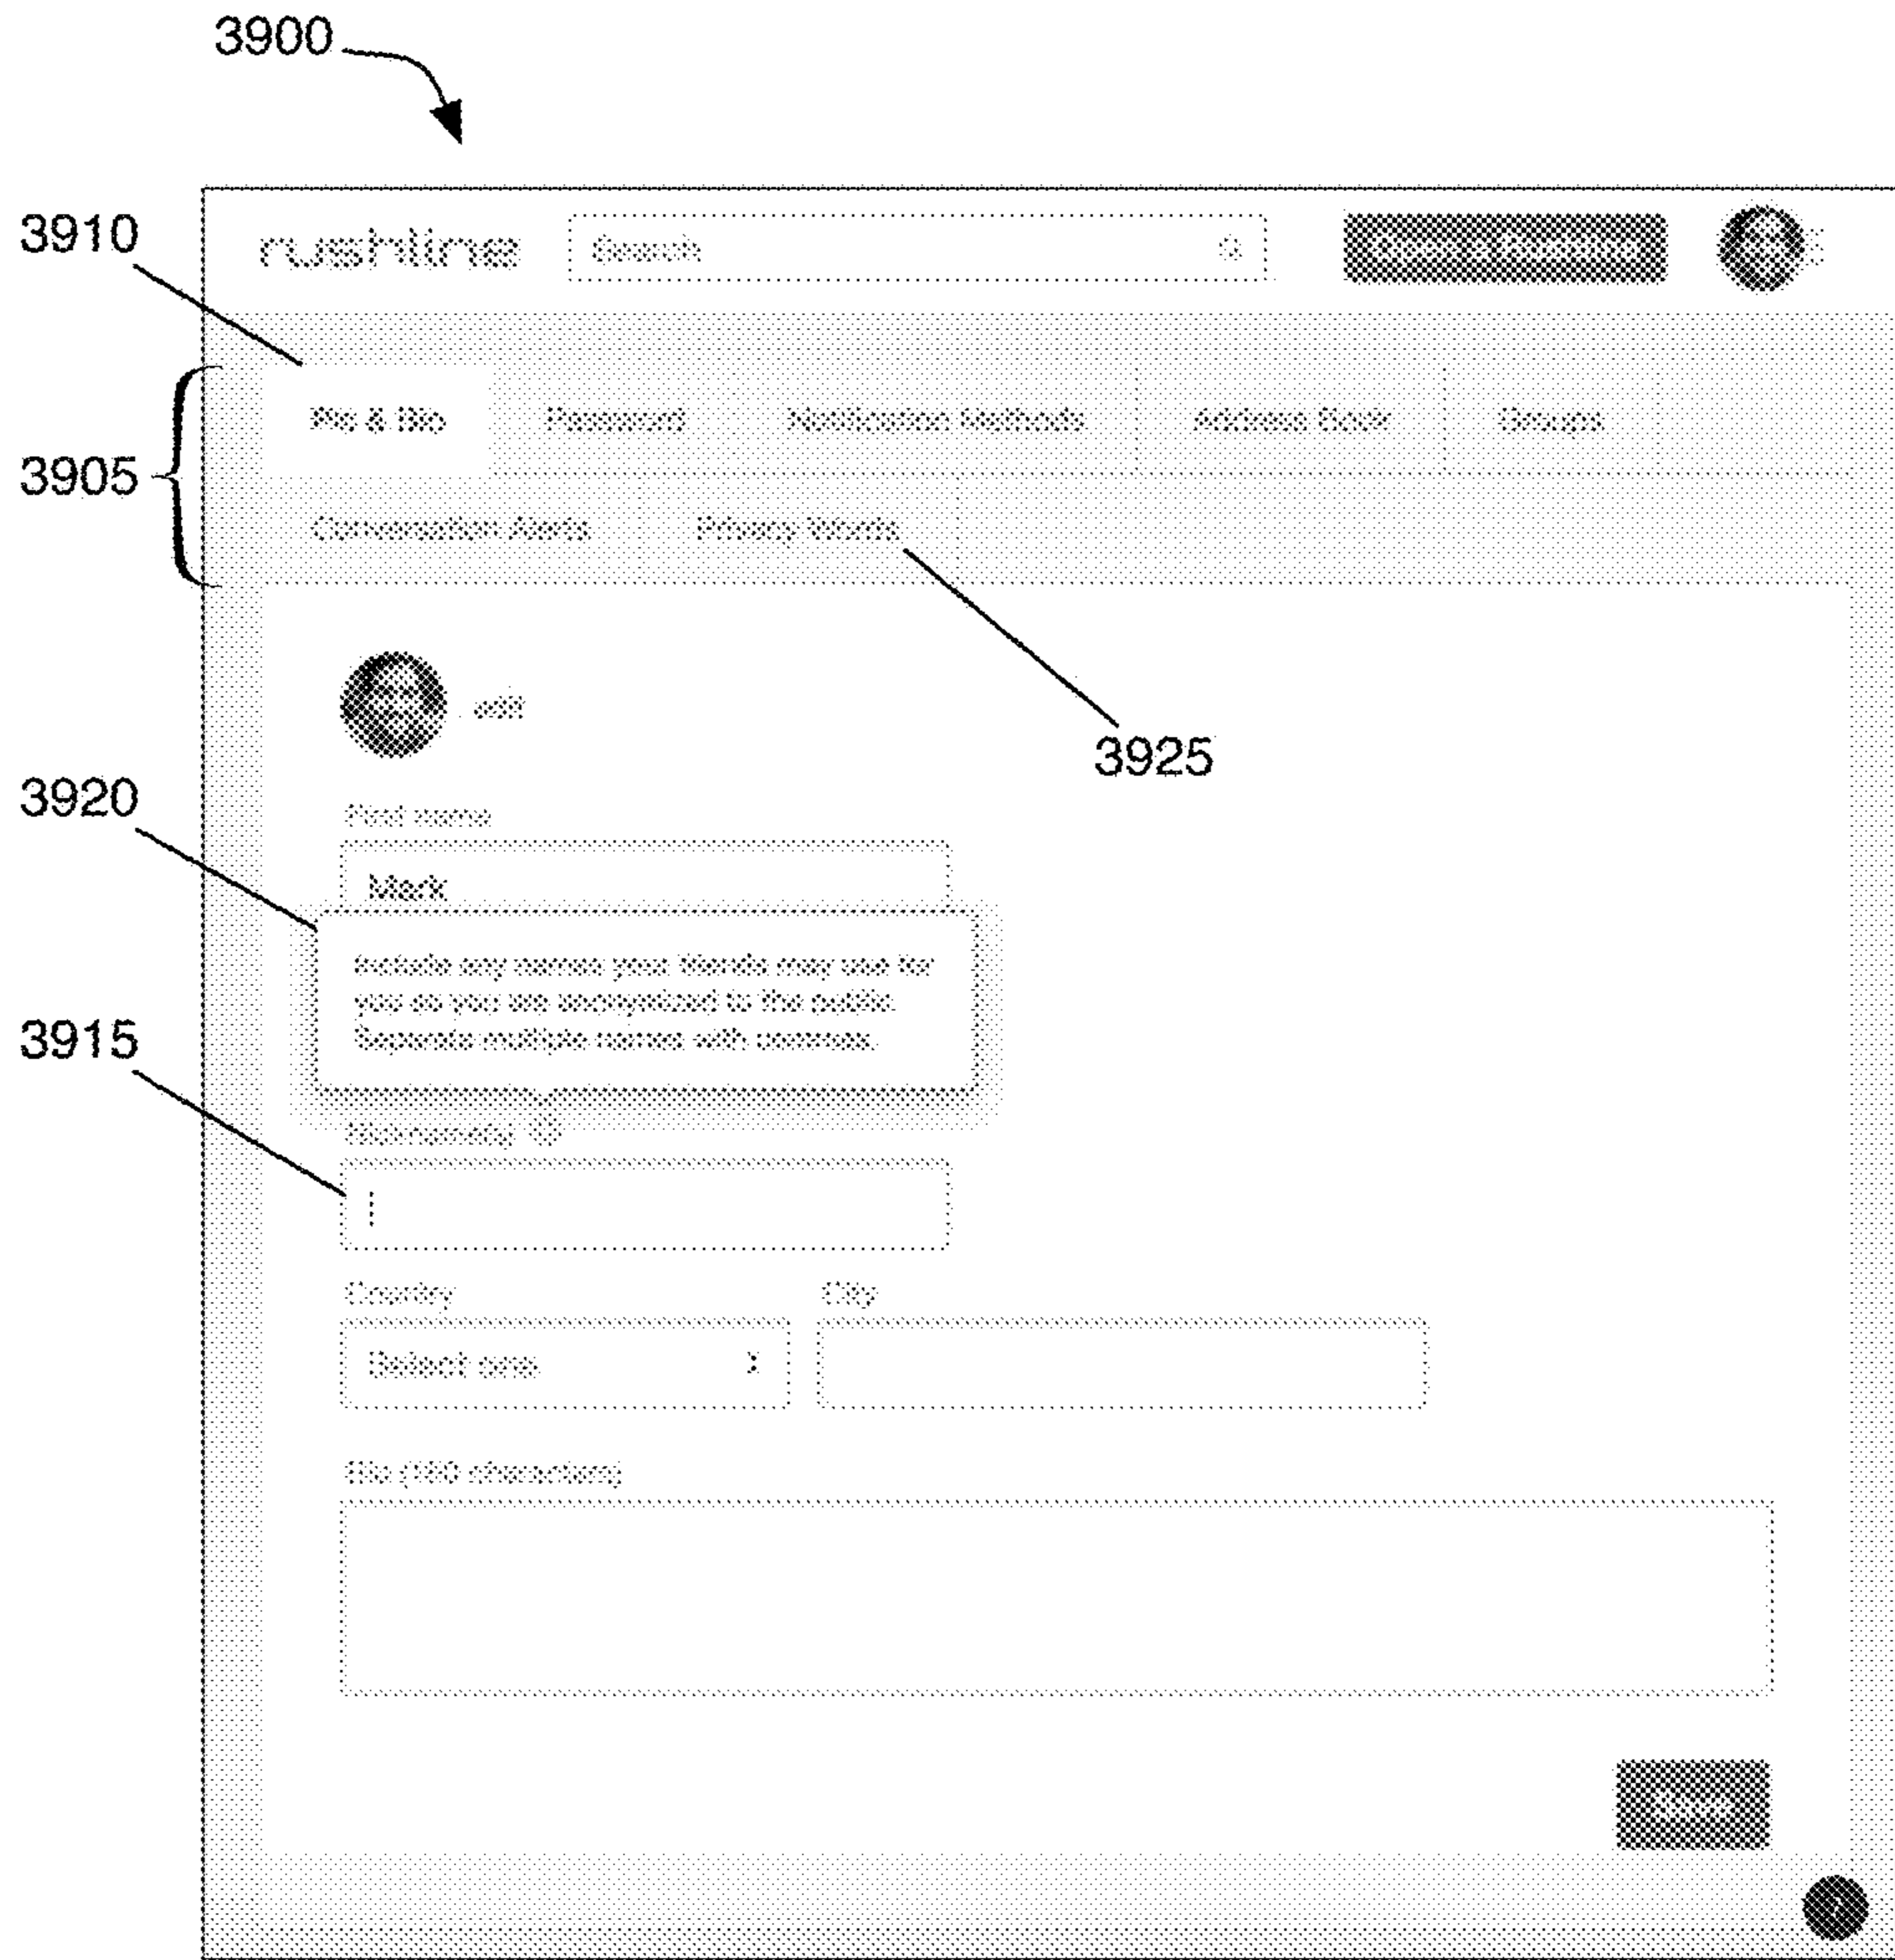 3900
3910
rushline
Search
3905
Pic & Bio
Password
Notification Methods
Address Book
Groups
Conversation Alerts
Privacy Words
3925
edit
3920
First name
Mark
Include any names your friends may use for
you as you are anonymized to the public.
Separate multiple names with commas.
3915
Nickname(s)
Country
City
Select one
Bio (160 characters)
Save
?